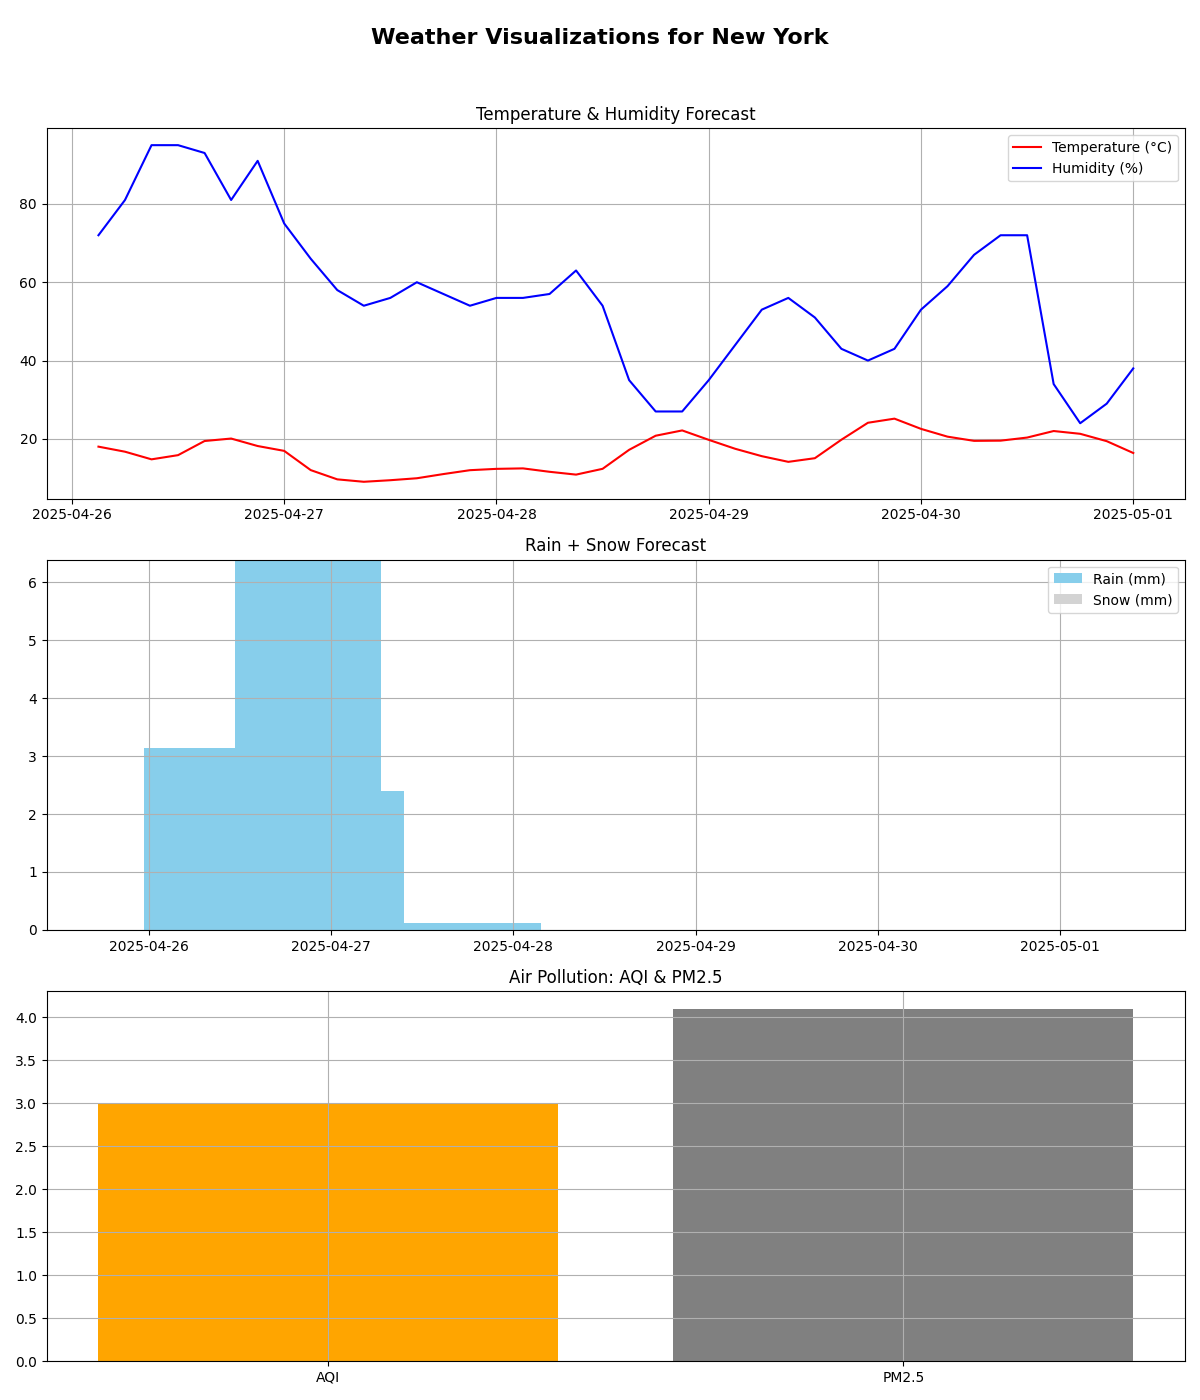 Weather Visualizations for New York
Temperature & Humidity Forecast
Temperature (°C)
Humidity (%)
80
60
40
20
2025-04-26 2025-04-27 2025-04-28 2025-04-29 2025-04-30 2025-05-01
Rain + Snow Forecast
Rain (mm)
Snow (mm)
6
5
4
3
2
1
0
2025-04-26 2025-04-27 2025-04-28 2025-04-29 2025-04-30 2025-05-01
Air Pollution: AQI & PM2.5
4.0
3.5
3.0
2.5
2.0
1.5
1.0
0.5
0.0
AQI PM2.5